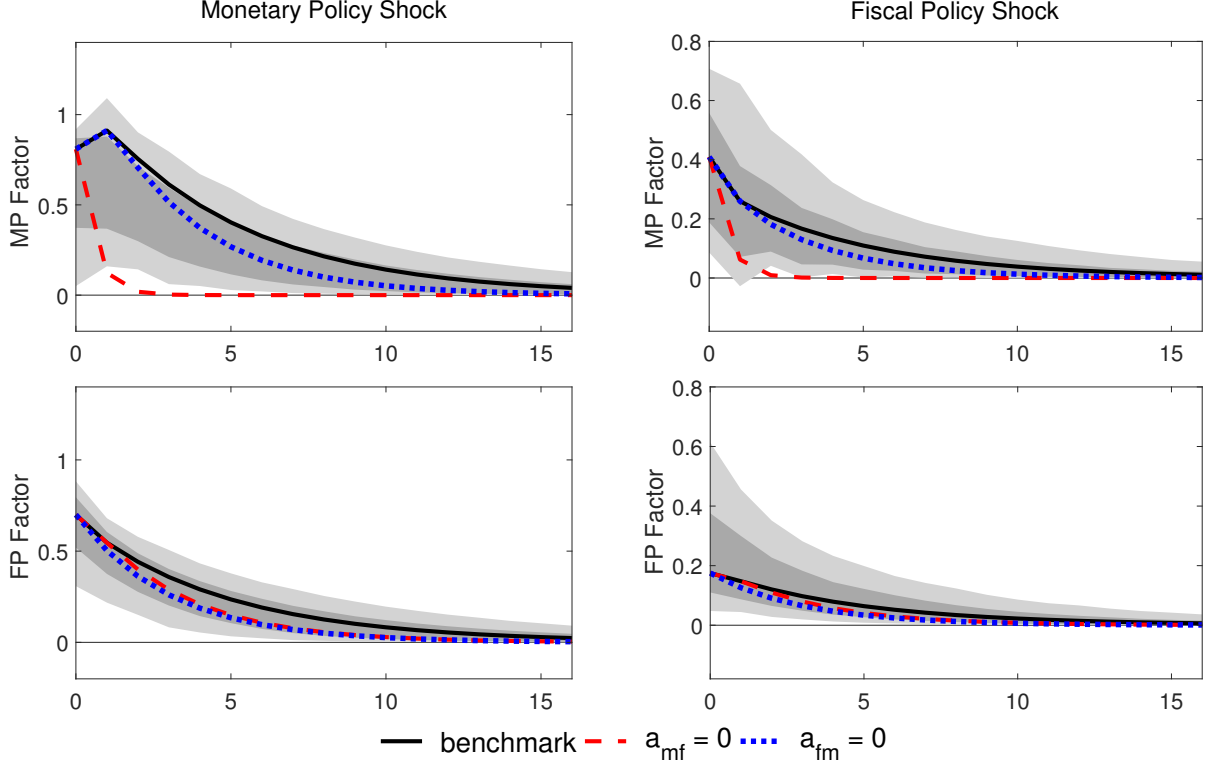 Monetary Policy Shock
Fiscal Policy Shock
MP Factor
1
0.5
0
0 5 10 15
MP Factor
0.8
0.6
0.4
0.2
0
0 5 10 15
FP Factor
1
0.5
0
0 5 10 15
FP Factor
0.8
0.6
0.4
0.2
0
0 5 10 15
benchmark a_mf = 0 a_fm = 0